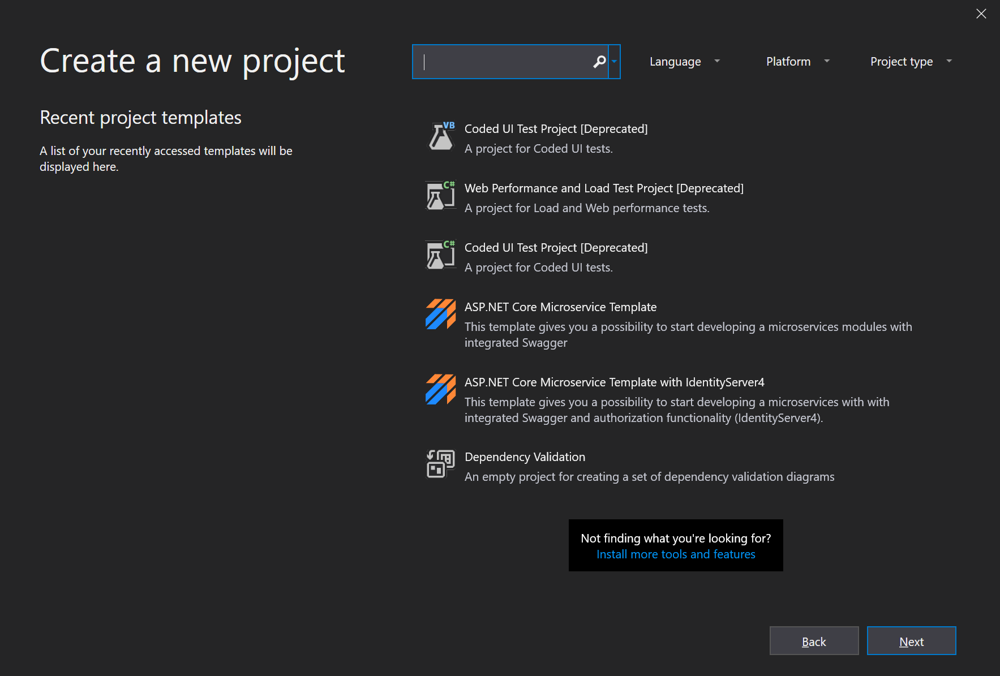 Create a new project
Language
Platform
Project type
Recent project templates
A list of your recently accessed templates will be
displayed here.
VB
Coded UI Test Project [Deprecated]
A project for Coded UI tests.
C#
Web Performance and Load Test Project [Deprecated]
A project for Load and Web performance tests.
C#
Coded UI Test Project [Deprecated]
A project for Coded UI tests.
ASP.NET Core Microservice Template
This template gives you a possibility to start developing a microservices modules with
integrated Swagger
ASP.NET Core Microservice Template with IdentityServer4
This template gives you a possibility to start developing a microservices with with
integrated Swagger and authorization functionality (IdentityServer4).
Dependency Validation
An empty project for creating a set of dependency validation diagrams
Not finding what you're looking for?
Install more tools and features
Back
Next